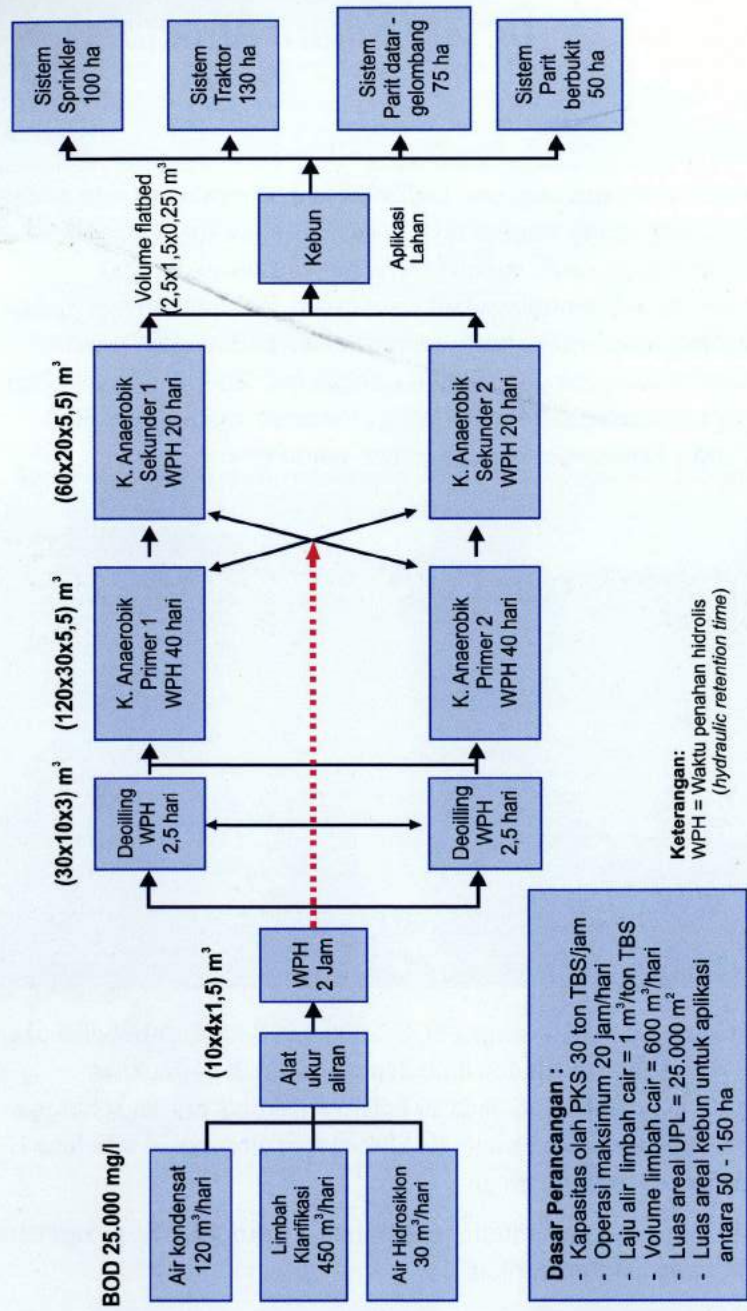 BOD 25.000 mg/l
Air kondensat
120 m³/hari
Limbah
Klarifikasi
450 m³/hari
Air Hidrosiklon
30 m³/hari
Alat
ukur
aliran
(10x4x1,5) m³
WPH
2 Jam
(30x10x3) m³
Deoilling
WPH
2,5 hari
Deoilling
WPH
2,5 hari
(120x30x5,5) m³
K. Anaerobik
Primer 1
WPH 40 hari
K. Anaerobik
Primer 2
WPH 40 hari
(60x20x5,5) m³
K. Anaerobik
Sekunder 1
WPH 20 hari
K. Anaerobik
Sekunder 2
WPH 20 hari
Volume flatbed
(2,5x1,5x0,25) m³
Kebun
Aplikasi
Lahan
Sistem
Sprinkler
100 ha
Sistem
Traktor
130 ha
Sistem
Parit datar -
gelombang
75 ha
Sistem
Parit
berbukit
50 ha
Dasar Perancangan :
- Kapasitas olah PKS 30 ton TBS/jam
- Operasi maksimum 20 jam/hari
- Laju alir limbah cair = 1 m³/ton TBS
- Volume limbah cair = 600 m³/hari
- Luas areal UPL = 25.000 m²
- Luas areal kebun untuk aplikasi
antara 50 - 150 ha
Keterangan:
WPH = Waktu penahan hidrolis
(hydraulic retention time)